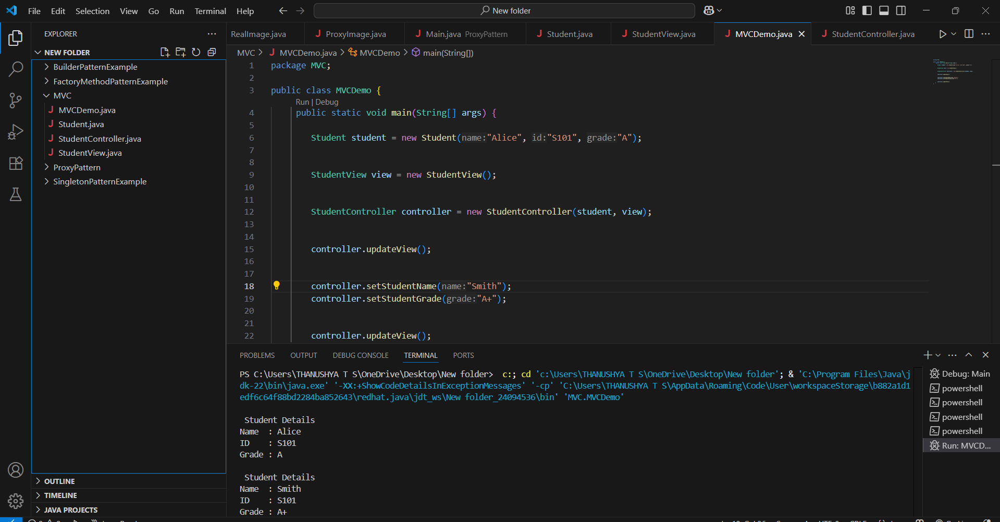 File Edit Selection View Go Run Terminal Help
New folder
EXPLORER
NEW FOLDER
BuilderPatternExample
FactoryMethodPatternExample
MVC
J MVCDemo.java
J Student.java
J StudentController.java
J StudentView.java
ProxyPattern
SingletonPatternExample
OUTLINE
TIMELINE
JAVA PROJECTS
RealImage.java J ProxyImage.java J Main.java ProxyPattern J Student.java J StudentView.java J MVCDemo.java J StudentController.java
MVC > J MVCDemo.java > MVCDemo > main(String[])
1 package MVC;
2
3 public class MVCDemo {
Run | Debug
4 public static void main(String[] args) {
5
6 Student student = new Student(name:"Alice", id:"S101", grade:"A");
7
8
9 StudentView view = new StudentView();
10
11
12 StudentController controller = new StudentController(student, view);
13
14
15 controller.updateView();
16
17
18 controller.setStudentName(name:"Smith");
19 controller.setStudentGrade(grade:"A+");
20
21
22 controller.updateView();
PROBLEMS OUTPUT DEBUG CONSOLE TERMINAL PORTS
PS C:\Users\THANUSHYA T S\OneDrive\Desktop\New folder>  c:; cd 'c:\Users\THANUSHYA T S\OneDrive\Desktop\New folder'; & 'C:\Program Files\Java\j
dk-22\bin\java.exe' '-XX:+ShowCodeDetailsInExceptionMessages' '-cp' 'C:\Users\THANUSHYA T S\AppData\Roaming\Code\User\workspaceStorage\b882a1d1
edf6c64f88bd2284ba852643\redhat.java\jdt_ws\New folder_24094536\bin' 'MVC.MVCDemo'
Student Details
Name : Alice
ID : S101
Grade : A
Student Details
Name : Smith
ID : S101
Grade : A+
Debug: Main
powershell
powershell
powershell
powershell
Run: MVCD...